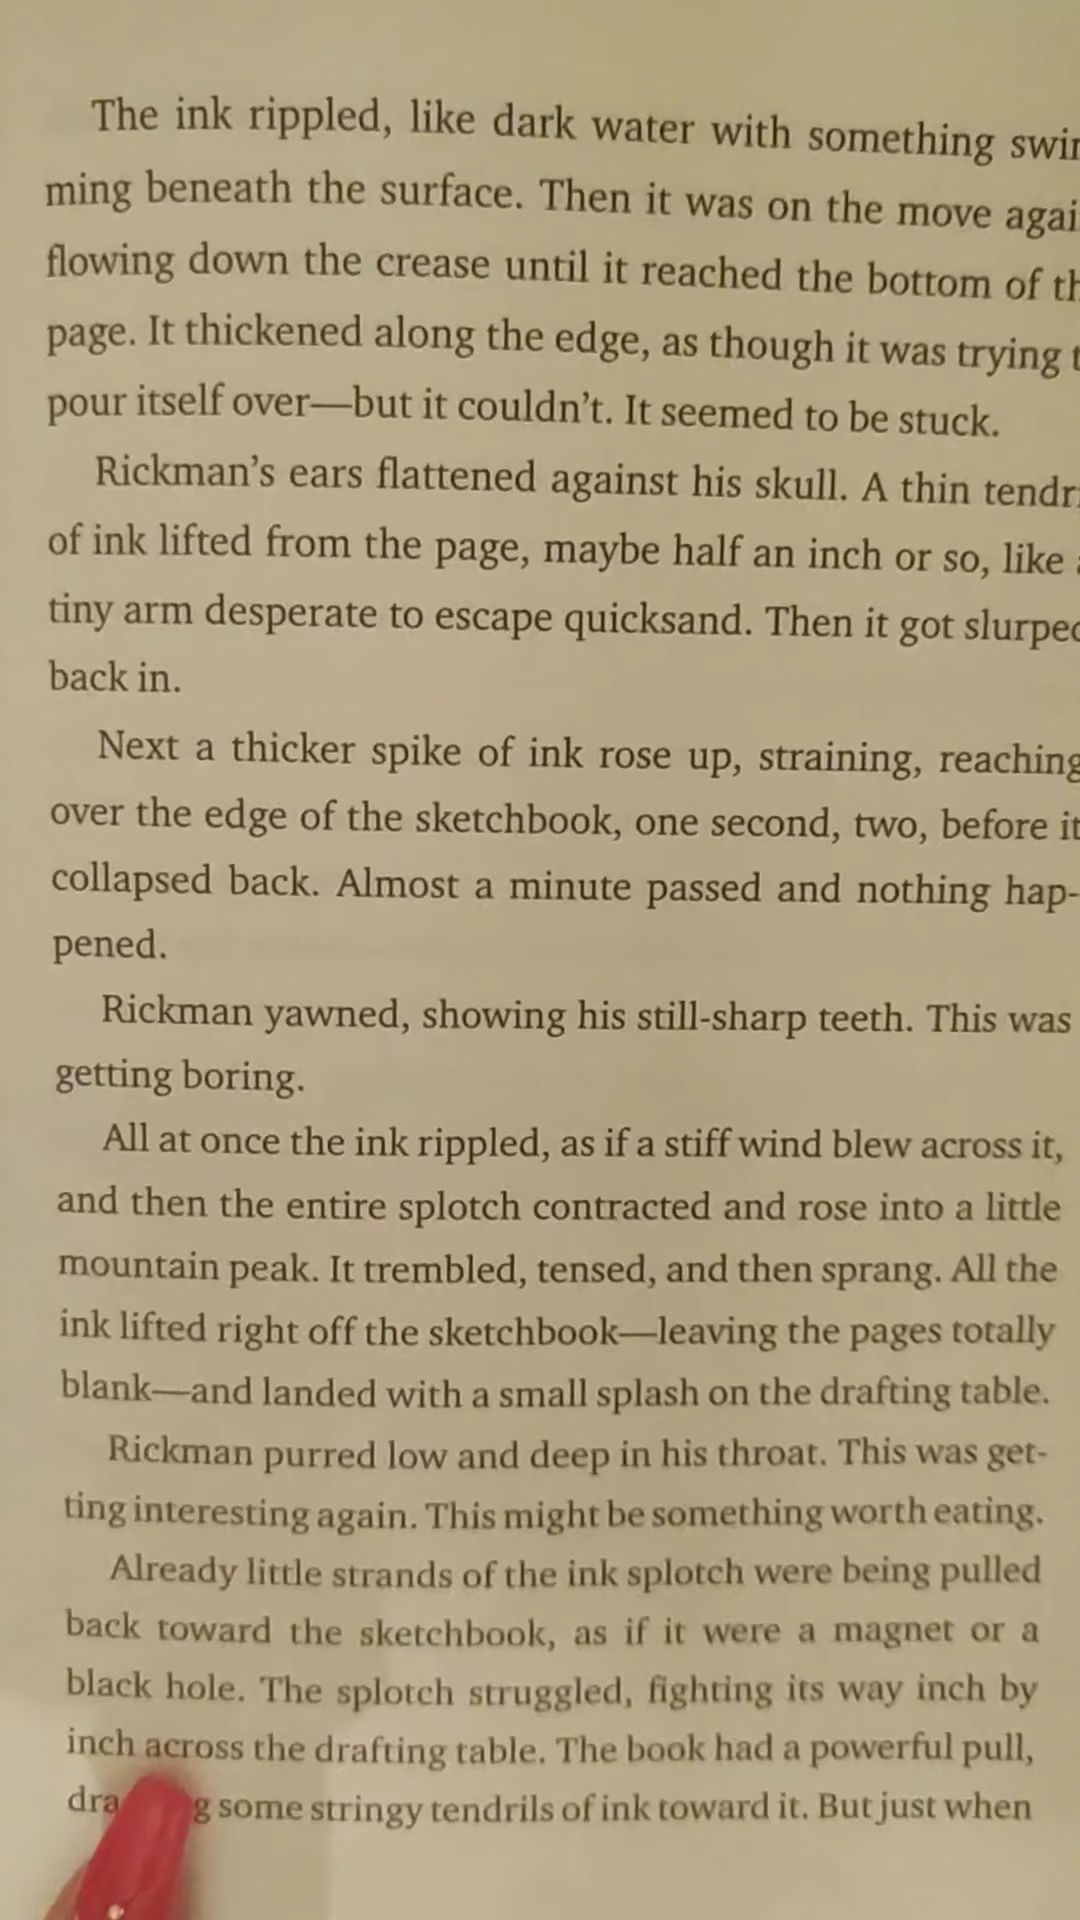 The ink rippled, like dark water with something swim
ming beneath the surface. Then it was on the move agai
flowing down the crease until it reached the bottom of th
page. It thickened along the edge, as though it was trying t
pour itself over—but it couldn't. It seemed to be stuck.
Rickman's ears flattened against his skull. A thin tendri
of ink lifted from the page, maybe half an inch or so, like a
tiny arm desperate to escape quicksand. Then it got slurped
back in.
Next a thicker spike of ink rose up, straining, reaching
over the edge of the sketchbook, one second, two, before it
collapsed back. Almost a minute passed and nothing hap-
pened.
Rickman yawned, showing his still-sharp teeth. This was
getting boring.
All at once the ink rippled, as if a stiff wind blew across it,
and then the entire splotch contracted and rose into a little
mountain peak. It trembled, tensed, and then sprang. All the
ink lifted right off the sketchbook—leaving the pages totally
blank—and landed with a small splash on the drafting table.
Rickman purred low and deep in his throat. This was get-
ting interesting again. This might be something worth eating.
Already little strands of the ink splotch were being pulled
back toward the sketchbook, as if it were a magnet or a
black hole. The splotch struggled, fighting its way inch by
inch across the drafting table. The book had a powerful pull,
some stringy tendrils of ink toward it. But just when